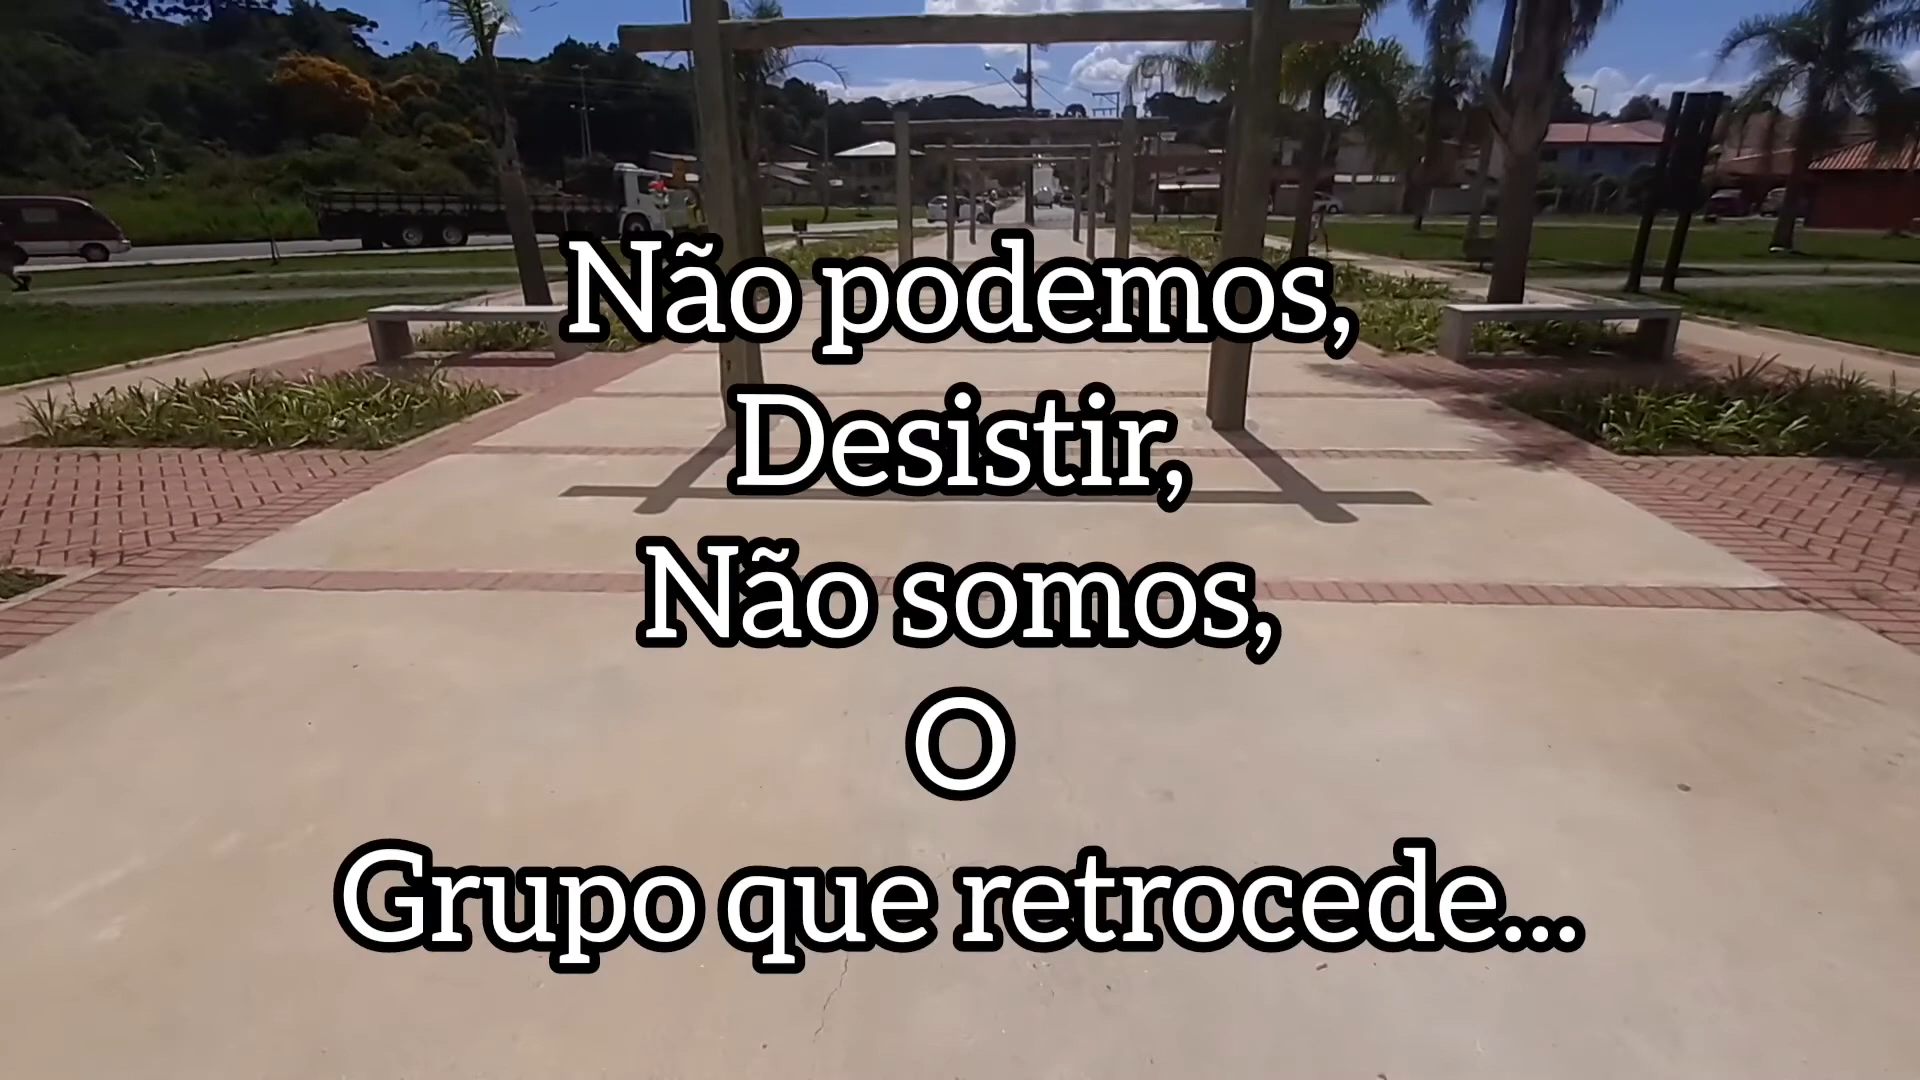 Não podemos,
Desistir,
Não somos,
O
Grupo que retrocede...